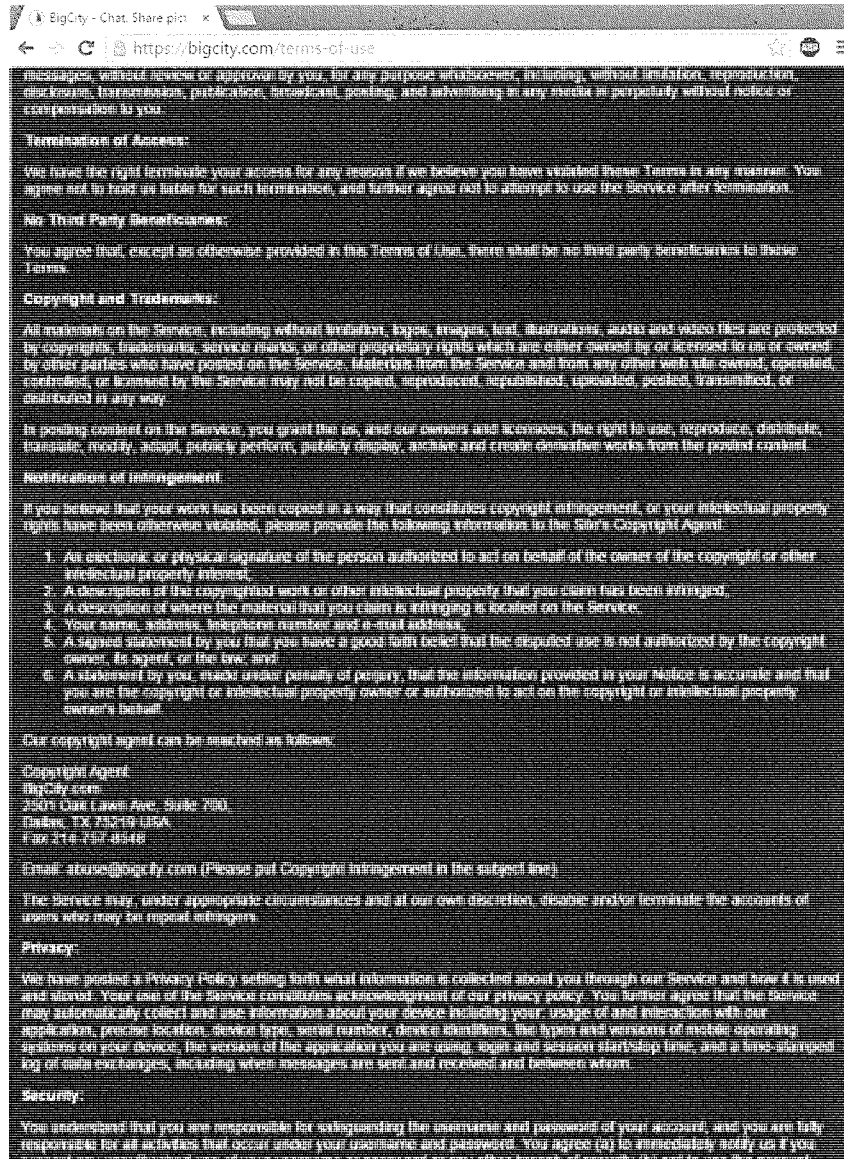 BigCity - Chat. Share pict
https://bigcity.com/terms-of-use
messages, without review or approval by you, for any purpose whatsoever, including, without limitation, reproduction,
disclosure, transmission, publication, broadcast, posting, and advertising in any media in perpetuity without notice or
compensation to you.
Termination of Access:
We have the right terminate your access for any reason if we believe you have violated these Terms in any manner. You
agree not to hold us liable for such termination, and further agree not to attempt to use the Service after termination.
No Third Party Beneficiaries:
You agree that, except as otherwise provided in this Terms of Use, there shall be no third party beneficiaries to these
Terms.
Copyright and Trademarks:
All materials on the Service, including without limitation, logos, images, text, illustrations, audio and video files are protected
by copyrights, trademarks, service marks, or other proprietary rights which are either owned by or licensed to us or owned
by other parties who have posted on the Service. Materials from the Service and from any other web site owned, operated,
controlled, or licensed by the Service may not be copied, reproduced, republished, uploaded, posted, transmitted, or
distributed in any way.
In posting content on the Service, you grant the us, and our owners and licensees, the right to use, reproduce, distribute,
translate, modify, adapt, publicly perform, publicly display, archive and create derivative works from the posted content.
Notification of Infringement
If you believe that your work has been copied in a way that constitutes copyright infringement, or your intellectual property
rights have been otherwise violated, please provide the following information to the Site's Copyright Agent:
1. An electronic or physical signature of the person authorized to act on behalf of the owner of the copyright or other
intellectual property interest;
2. A description of the copyrighted work or other intellectual property that you claim has been infringed;
3. A description of where the material that you claim is infringing is located on the Service;
4. Your name, address, telephone number and e-mail address;
5. A signed statement by you that you have a good faith belief that the disputed use is not authorized by the copyright
owner, its agent, or the law; and
6. A statement by you, made under penalty of perjury, that the information provided in your Notice is accurate and that
you are the copyright or intellectual property owner or authorized to act on the copyright or intellectual property
owner's behalf.
Our copyright agent can be reached as follows:
Copyright Agent
BigCity.com
3501 Oak Lawn Ave, Suite 700,
Dallas, TX 75219 USA
Fax 214-757-8548
Email: abuse@bigcity.com (Please put Copyright Infringement in the subject line)
The Service may, under appropriate circumstances and at our own discretion, disable and/or terminate the accounts of
users who may be repeat infringers.
Privacy:
We have posted a Privacy Policy setting forth what information is collected about you through our Service and how it is used
and stored. Your use of the Service constitutes acknowledgment of our privacy policy. You further agree that the Service
may automatically collect and use information about your device including your usage of and interaction with our
application, precise location, device type, serial number, device identifiers, the types and versions of mobile operating
systems on your device, the version of the application you are using, login and session start/stop time, and a time-stamped
log of data exchanges, including when messages are sent and received and between whom.
Security:
You understand that you are responsible for safeguarding the username and password of your account, and you are fully
responsible for all activities that occur under your username and password. You agree (a) to immediately notify us if you